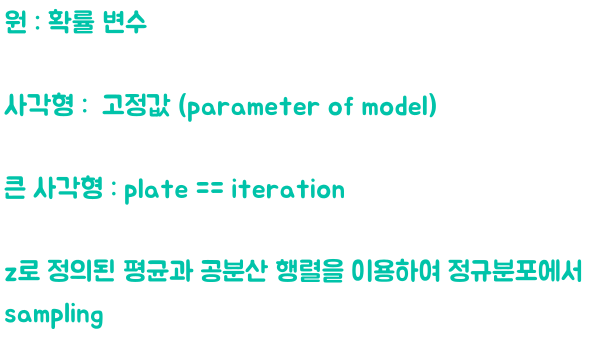 원 : 확률 변수
사각형 : 고정값 (parameter of model)
큰 사각형 : plate == iteration
z로 정의된 평균과 공분산 행렬을 이용하여 정규분포에서
sampling